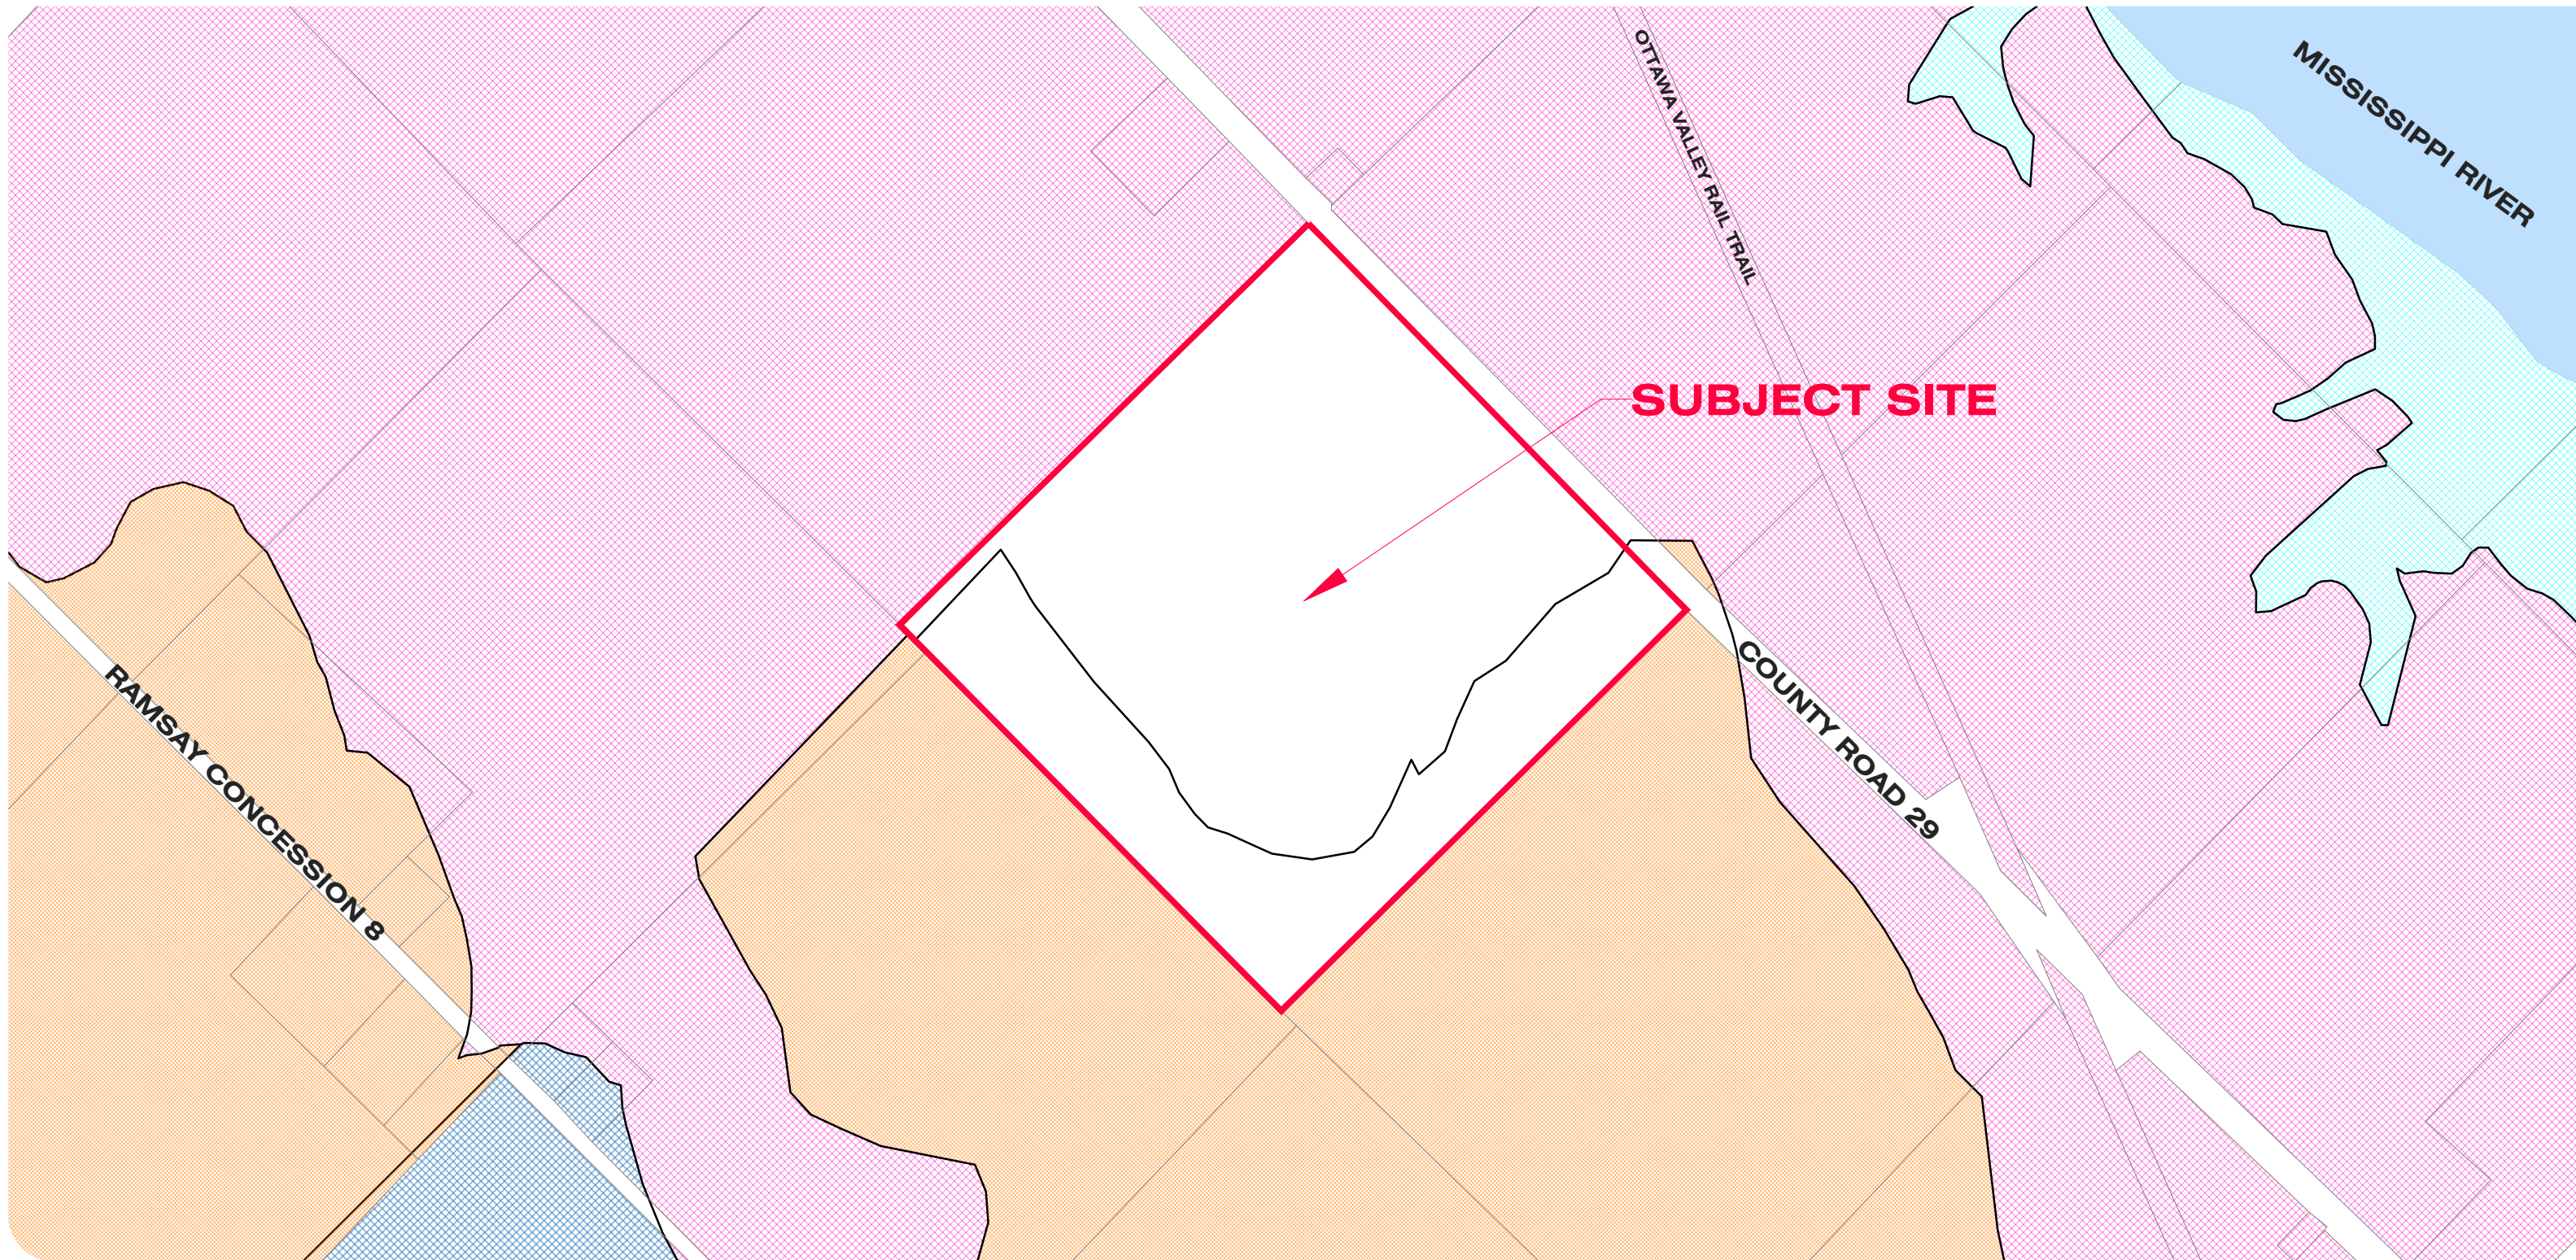 OTTAWA VALLEY RAIL TRAIL
MISSISSIPPI RIVER
SUBJECT SITE
COUNTY ROAD 29
RAMSAY CONCESSION 8